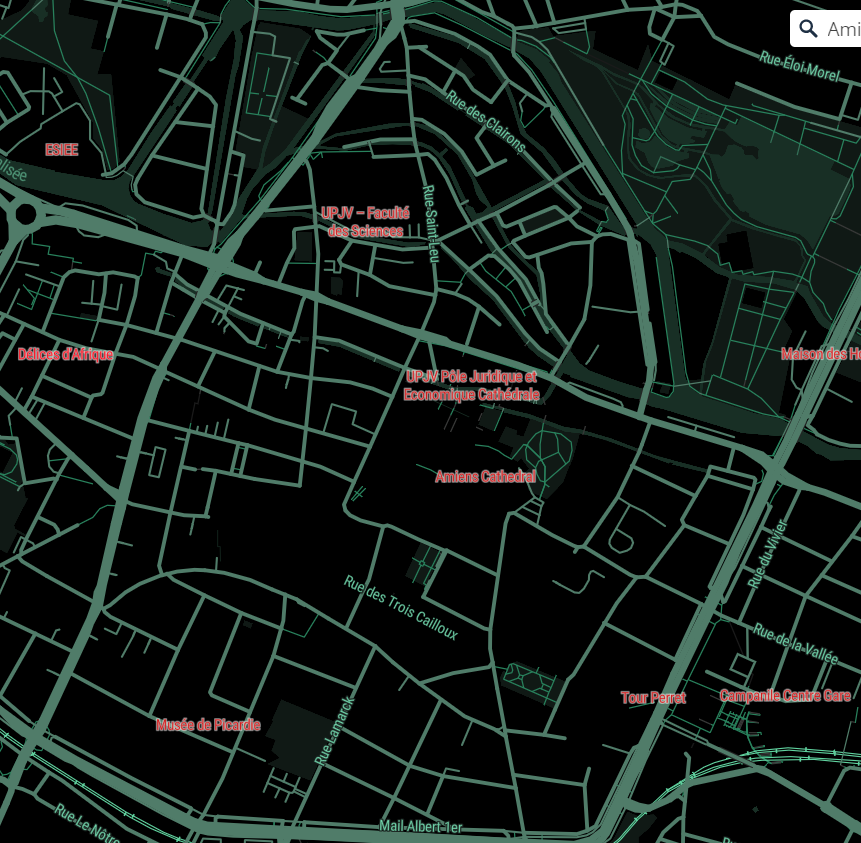 Ami
Rue Éloi-Morel
Rue des Clairons
ESIEE
alisée
UPJV – Faculté
des Sciences
Rue Saint-Leu
Délices d'Afrique
Maison des Ho
UPJV Pôle Juridique et
Economique Cathédrale
Amiens Cathedral
Rue du Vivier
Rue des Trois Cailloux
Rue de la Vallée
Tour Perret
Campanile Centre Gare
Musée de Picardie
Rue Lamarck
Rue Le Nôtre
Mail Albert 1er